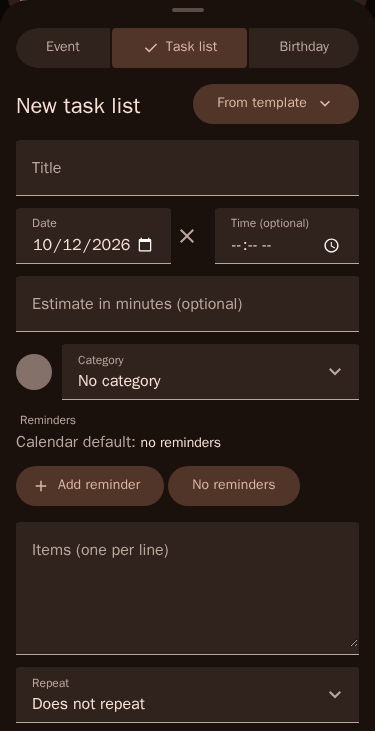 Event
Task list
Birthday
New task list
From template
Title
Date
10/12/2026
Time (optional)
--:-- --
Estimate in minutes (optional)
Category
No category
Reminders
Calendar default: no reminders
Add reminder
No reminders
Items (one per line)
Repeat
Does not repeat